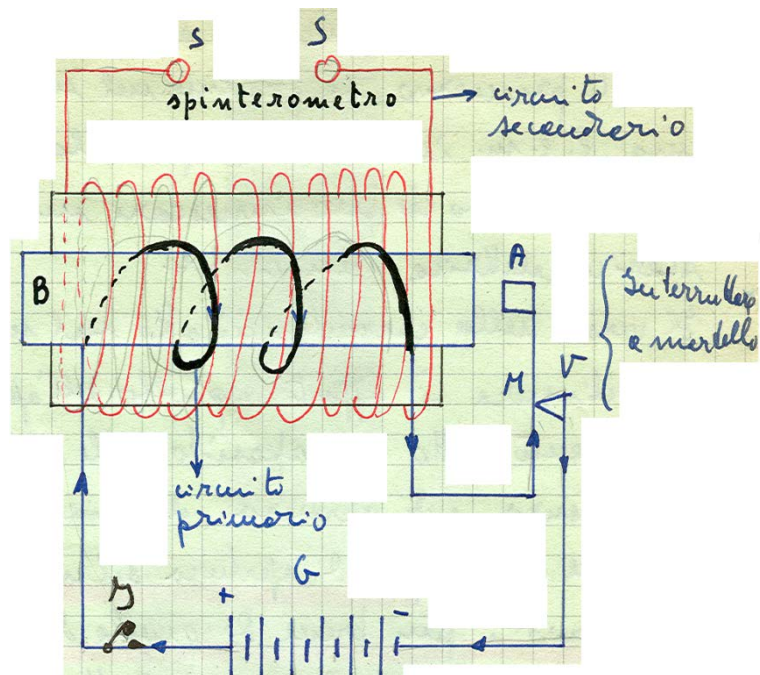 S
S
spinterometro
circuito
secondario
B
A
Interruttore
a martello
M
V
circuito
primario
G
I
+
-